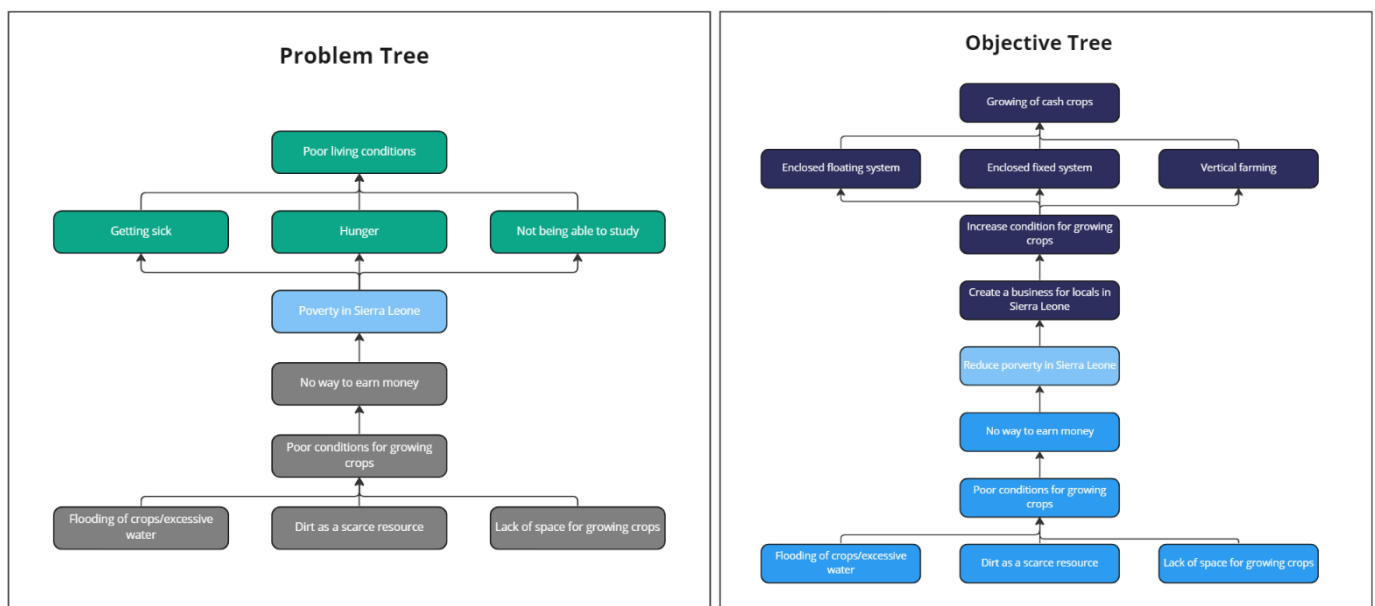 Problem Tree
Poor living conditions
Getting sick
Hunger
Not being able to study
Poverty in Sierra Leone
No way to earn money
Poor conditions for growing
crops
Flooding of crops/excessive
water
Dirt as a scarce resource
Lack of space for growing crops
Objective Tree
Growing of cash crops
Enclosed floating system
Enclosed fixed system
Vertical farming
Increase condition for growing
crops
Create a business for locals in
Sierra Leone
Reduce porverty in Sierra Leone
No way to earn money
Poor conditions for growing
crops
Flooding of crops/excessive
water
Dirt as a scarce resource
Lack of space for growing crops